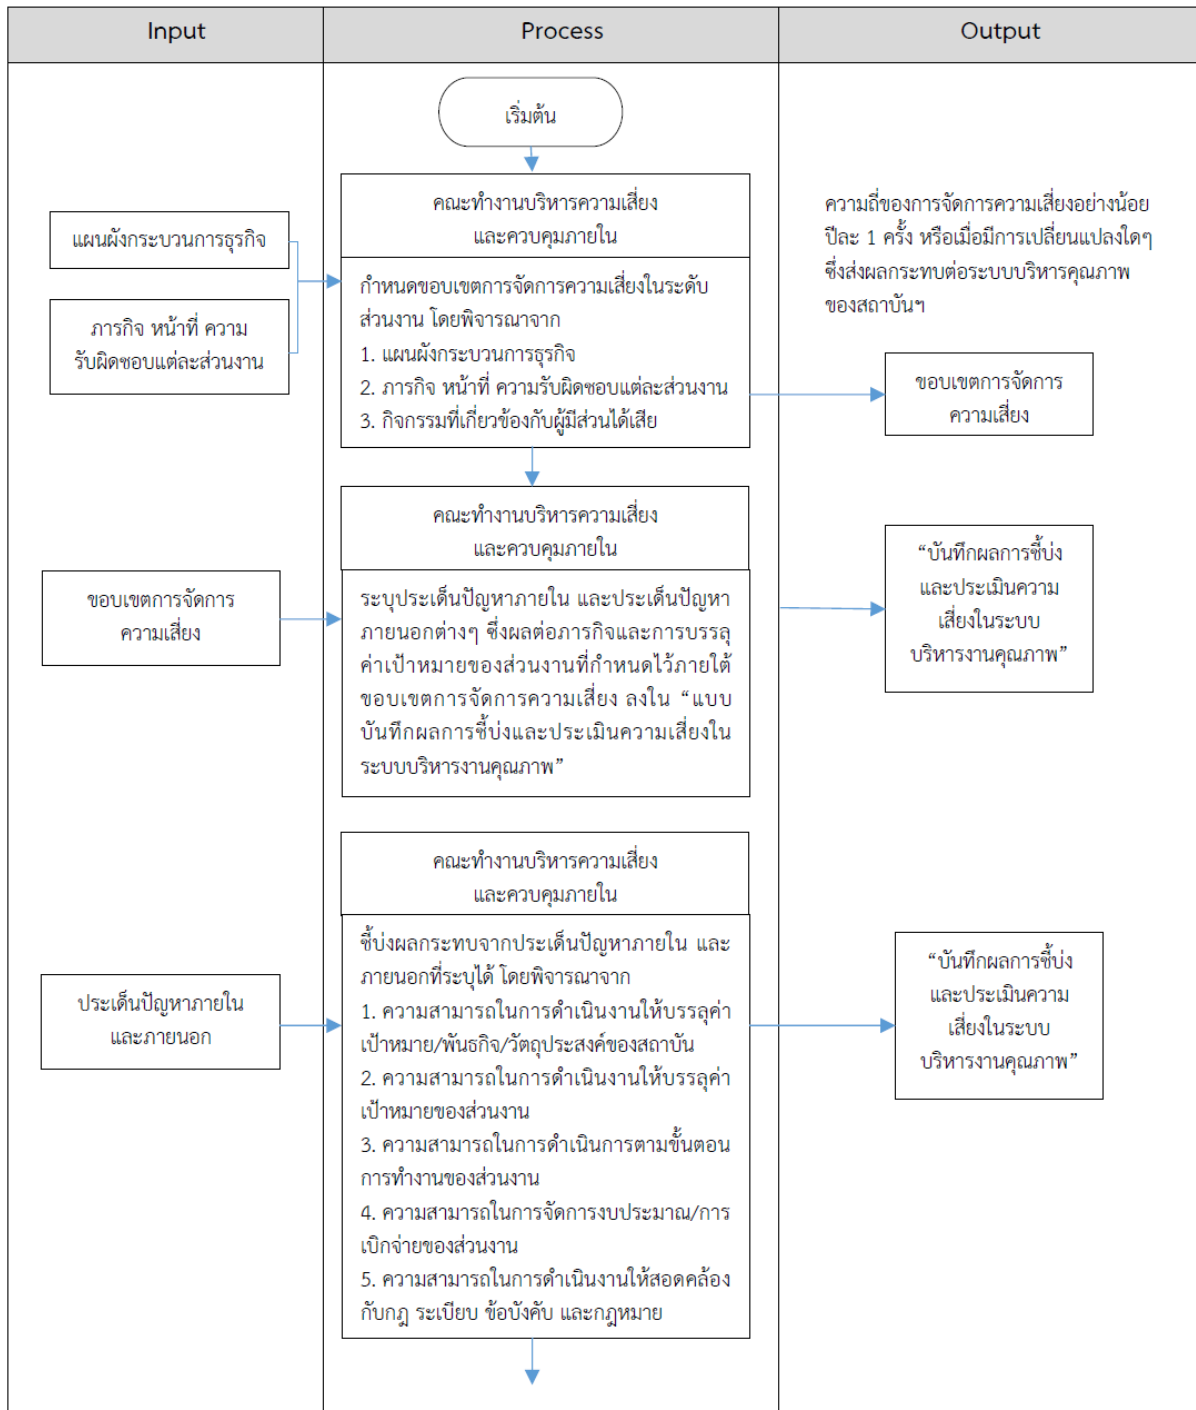 Input
Process
Output
เริ่มต้น
แผนผังกระบวนการธุรกิจ
ภารกิจ หน้าที่ ความ
รับผิดชอบแต่ละส่วนงาน
คณะทำงานบริหารความเสี่ยง
และควบคุมภายใน
กำหนดขอบเขตการจัดการความเสี่ยงในระดับ
ส่วนงาน โดยพิจารณาจาก
1. แผนผังกระบวนการธุรกิจ
2. ภารกิจ หน้าที่ ความรับผิดชอบแต่ละส่วนงาน
3. กิจกรรมที่เกี่ยวข้องกับผู้มีส่วนได้เสีย
ความถี่ของการจัดการความเสี่ยงอย่างน้อย
ปีละ 1 ครั้ง หรือเมื่อมีการเปลี่ยนแปลงใดๆ
ซึ่งส่งผลกระทบต่อระบบบริหารคุณภาพ
ของสถาบันฯ
ขอบเขตการจัดการ
ความเสี่ยง
ขอบเขตการจัดการ
ความเสี่ยง
คณะทำงานบริหารความเสี่ยง
และควบคุมภายใน
ระบุประเด็นปัญหาภายใน และประเด็นปัญหา
ภายนอกต่างๆ ซึ่งผลต่อภารกิจและการบรรลุ
ค่าเป้าหมายของส่วนงานที่กำหนดไว้ภายใต้
ขอบเขตการจัดการความเสี่ยง ลงใน “แบบ
บันทึกผลการชี้บ่งและประเมินความเสี่ยงใน
ระบบบริหารงานคุณภาพ”
“บันทึกผลการชี้บ่ง
และประเมินความ
เสี่ยงในระบบ
บริหารงานคุณภาพ”
ประเด็นปัญหาภายใน
และภายนอก
คณะทำงานบริหารความเสี่ยง
และควบคุมภายใน
ชี้บ่งผลกระทบจากประเด็นปัญหาภายใน และ
ภายนอกที่ระบุได้ โดยพิจารณาจาก
1. ความสามารถในการดำเนินงานให้บรรลุค่า
เป้าหมาย/พันธกิจ/วัตถุประสงค์ของสถาบัน
2. ความสามารถในการดำเนินงานให้บรรลุค่า
เป้าหมายของส่วนงาน
3. ความสามารถในการดำเนินการตามขั้นตอน
การทำงานของส่วนงาน
4. ความสามารถในการจัดการงบประมาณ/การ
เบิกจ่ายของส่วนงาน
5. ความสามารถในการดำเนินงานให้สอดคล้อง
กับกฎ ระเบียบ ข้อบังคับ และกฎหมาย
“บันทึกผลการชี้บ่ง
และประเมินความ
เสี่ยงในระบบ
บริหารงานคุณภาพ”